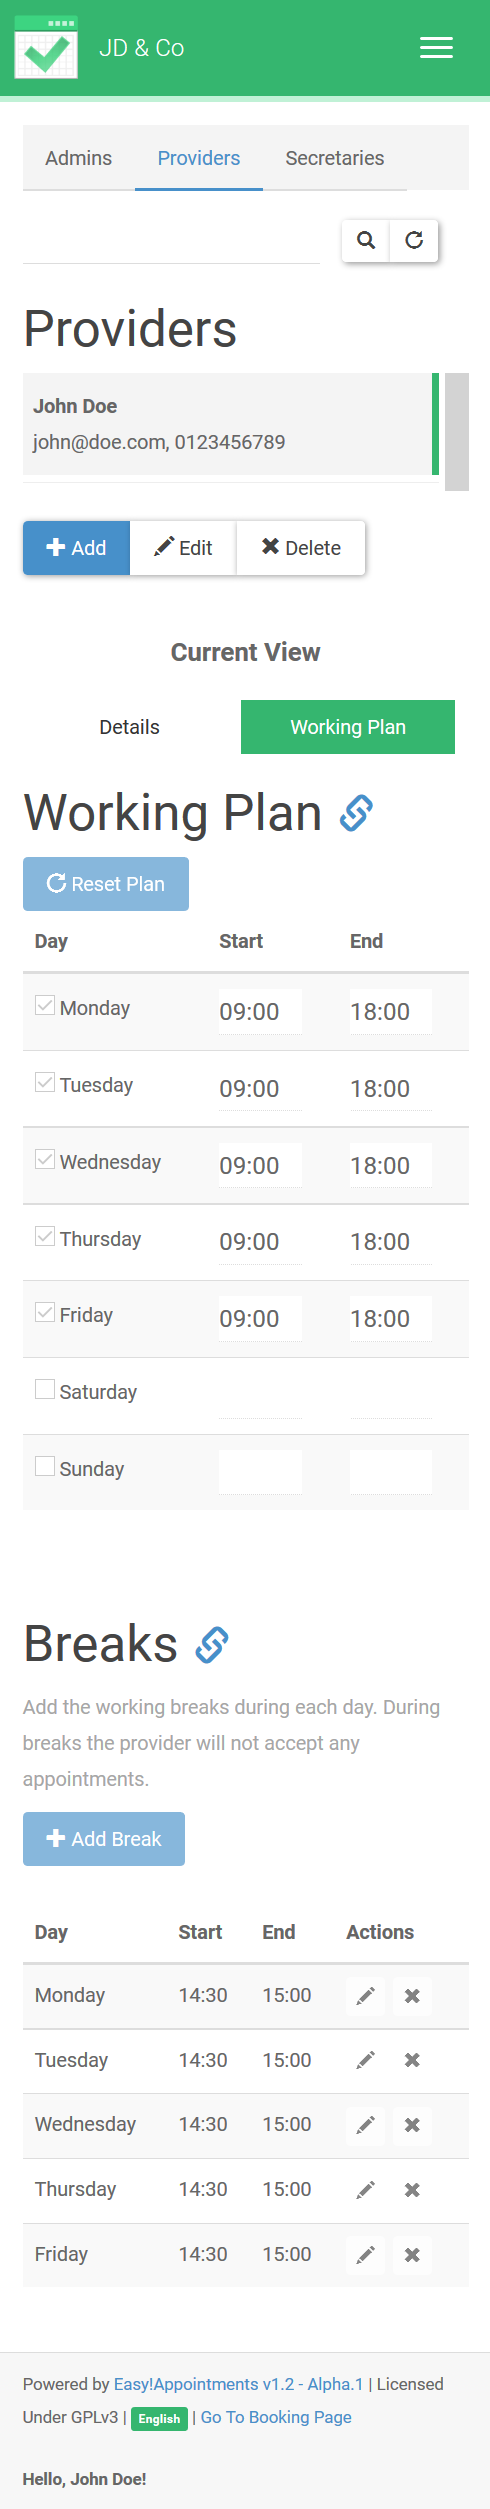 JD & Co
Admins Providers Secretaries
Providers
John Doe
john@doe.com, 0123456789
Add Edit Delete
Current View
Details Working Plan
Working Plan
Reset Plan
Day Start End
Monday 09:00 18:00
Tuesday 09:00 18:00
Wednesday 09:00 18:00
Thursday 09:00 18:00
Friday 09:00 18:00
Saturday
Sunday
Breaks
Add the working breaks during each day. During
breaks the provider will not accept any
appointments.
Add Break
Day Start End Actions
Monday 14:30 15:00
Tuesday 14:30 15:00
Wednesday 14:30 15:00
Thursday 14:30 15:00
Friday 14:30 15:00
Powered by Easy!Appointments v1.2 - Alpha.1 | Licensed
Under GPLv3 | English | Go To Booking Page
Hello, John Doe!